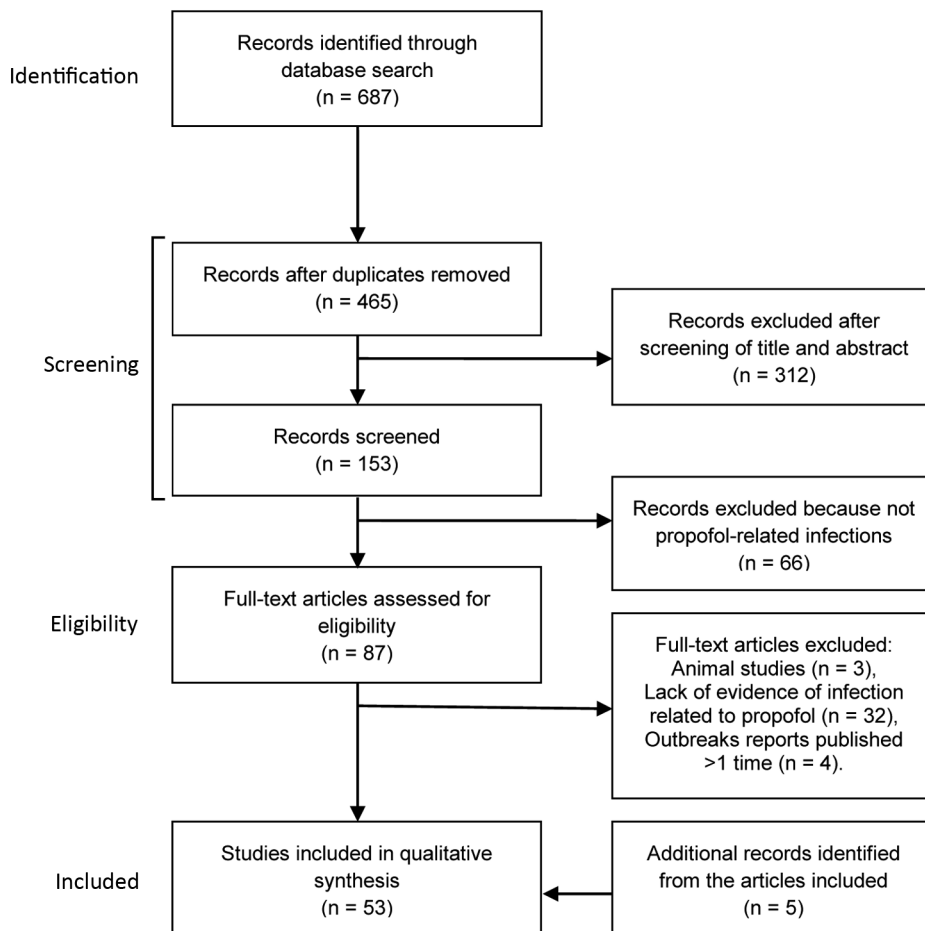 Identification
Records identified through
database search
(n = 687)
Screening
Records after duplicates removed
(n = 465)
Records excluded after
screening of title and abstract
(n = 312)
Records screened
(n = 153)
Records excluded because not
propofol-related infections
(n = 66)
Eligibility
Full-text articles assessed for
eligibility
(n = 87)
Full-text articles excluded:
Animal studies (n = 3),
Lack of evidence of infection
related to propofol (n = 32),
Outbreaks reports published
>1 time (n = 4).
Included
Studies included in qualitative
synthesis
(n = 53)
Additional records identified
from the articles included
(n = 5)